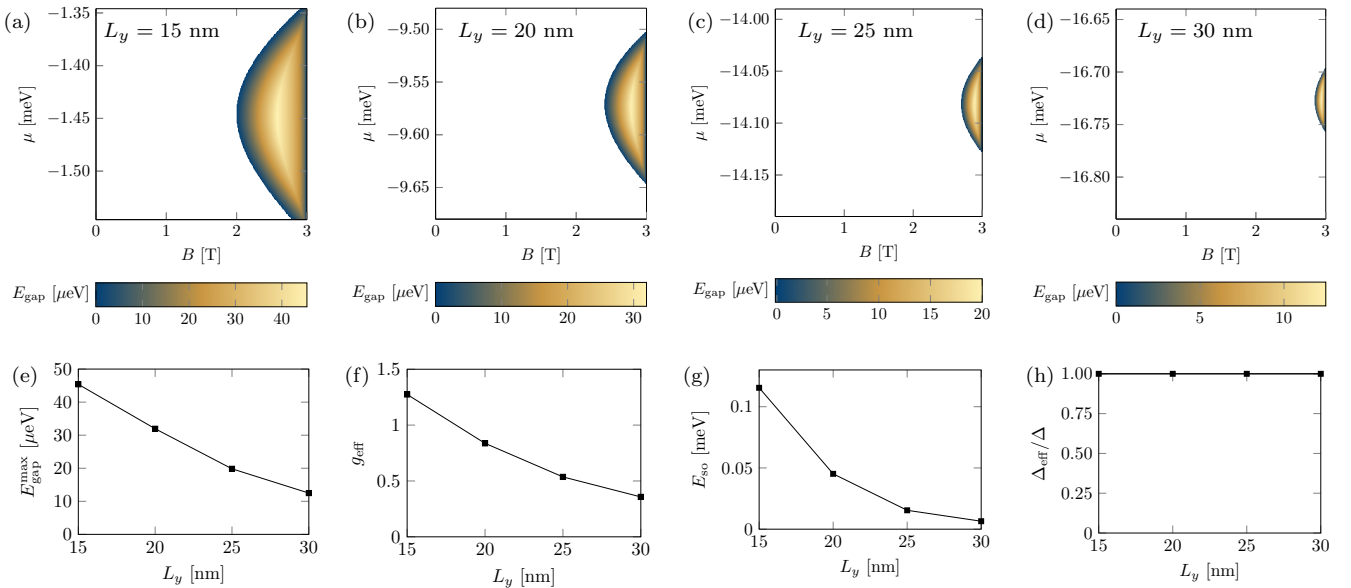 (a)
L_y = 15 nm
−1.35
−1.40
−1.45
−1.50
μ [meV]
0 1 2 3
B [T]
E_gap [μeV]
0 10 20 30 40
(b)
L_y = 20 nm
−9.50
−9.55
−9.60
−9.65
μ [meV]
0 1 2 3
B [T]
E_gap [μeV]
0 10 20 30
(c)
L_y = 25 nm
−14.00
−14.05
−14.10
−14.15
μ [meV]
0 1 2 3
B [T]
E_gap [μeV]
0 5 10 15 20
(d)
L_y = 30 nm
−16.65
−16.70
−16.75
−16.80
μ [meV]
0 1 2 3
B [T]
E_gap [μeV]
0 5 10
(e)
50
40
30
20
10
0
E_gap^max [μeV]
15 20 25 30
L_y [nm]
(f)
1.5
1
0.5
0
g_eff
15 20 25 30
L_y [nm]
(g)
0.1
0.05
0
E_so [meV]
15 20 25 30
L_y [nm]
(h)
1.00
0.75
0.50
0.25
0
Δ_eff/Δ
15 20 25 30
L_y [nm]